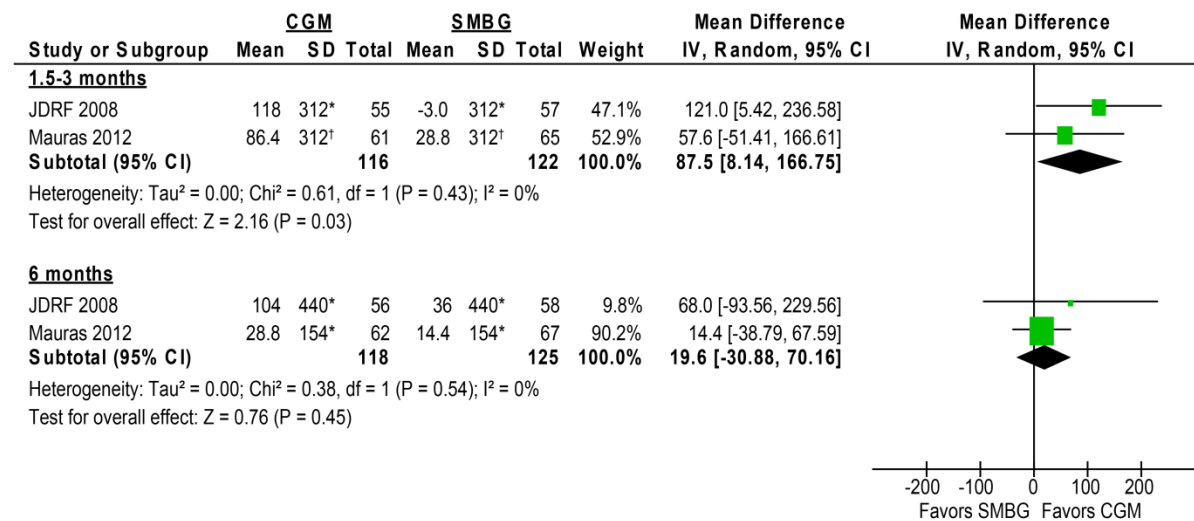 CGM SMBG Mean Difference Mean Difference
Study or Subgroup Mean SD Total Mean SD Total Weight IV, Random, 95% CI IV, Random, 95% CI
1.5-3 months
JDRF 2008 118 312* 55 -3.0 312* 57 47.1% 121.0 [5.42, 236.58]
Mauras 2012 86.4 312† 61 28.8 312† 65 52.9% 57.6 [-51.41, 166.61]
Subtotal (95% CI) 116 122 100.0% 87.5 [8.14, 166.75]
Heterogeneity: Tau² = 0.00; Chi² = 0.61, df = 1 (P = 0.43); I² = 0%
Test for overall effect: Z = 2.16 (P = 0.03)
6 months
JDRF 2008 104 440* 56 36 440* 58 9.8% 68.0 [-93.56, 229.56]
Mauras 2012 28.8 154* 62 14.4 154* 67 90.2% 14.4 [-38.79, 67.59]
Subtotal (95% CI) 118 125 100.0% 19.6 [-30.88, 70.16]
Heterogeneity: Tau² = 0.00; Chi² = 0.38, df = 1 (P = 0.54); I² = 0%
Test for overall effect: Z = 0.76 (P = 0.45)
-200 -100 0 100 200
Favors SMBG Favors CGM